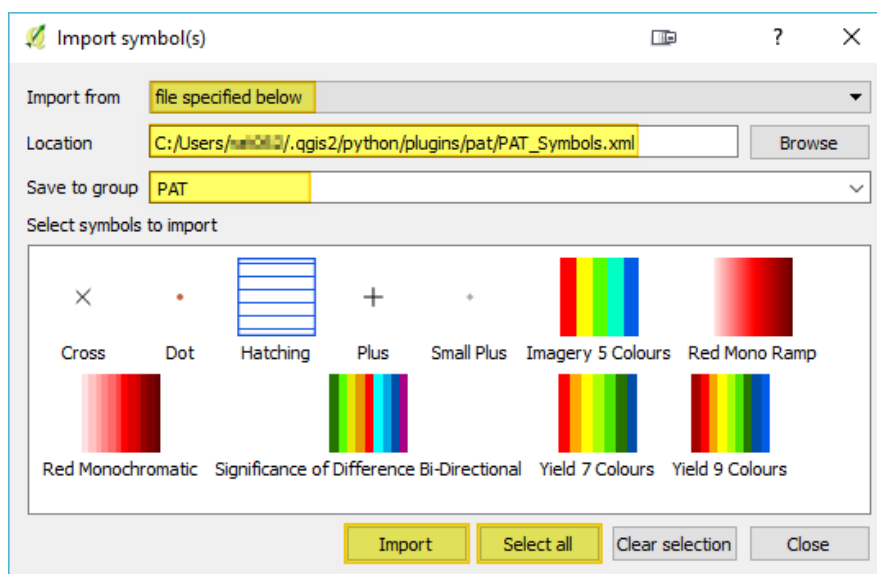 Import symbol(s)
?
Import from file specified below
Location C:/Users/ /.qgis2/python/plugins/pat/PAT_Symbols.xml Browse
Save to group PAT
Select symbols to import
Cross Dot Hatching Plus Small Plus Imagery 5 Colours Red Mono Ramp
Red Monochromatic Significance of Difference Bi-Directional Yield 7 Colours Yield 9 Colours
Import Select all Clear selection Close